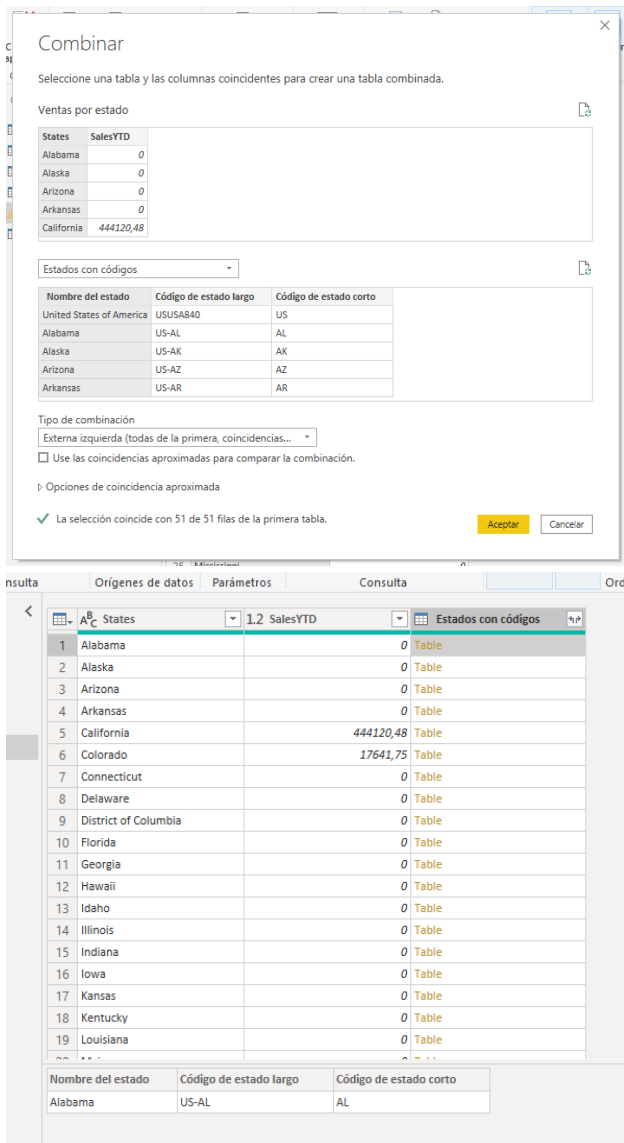 Combinar
Seleccione una tabla y las columnas coincidentes para crear una tabla combinada.
Ventas por estado
States SalesYTD
Alabama 0
Alaska 0
Arizona 0
Arkansas 0
California 444120,48
Estados con códigos
Nombre del estado Código de estado largo Código de estado corto
United States of America USUSA840 US
Alabama US-AL AL
Alaska US-AK AK
Arizona US-AZ AZ
Arkansas US-AR AR
Tipo de combinación
Externa izquierda (todas de la primera, coincidencias...
Use las coincidencias aproximadas para comparar la combinación.
Opciones de coincidencia aproximada
La selección coincide con 51 de 51 filas de la primera tabla.
Aceptar Cancelar
nsulta Orígenes de datos Parámetros Consulta Ord
ABC States 1.2 SalesYTD Estados con códigos
1 Alabama 0 Table
2 Alaska 0 Table
3 Arizona 0 Table
4 Arkansas 0 Table
5 California 444120,48 Table
6 Colorado 17641,75 Table
7 Connecticut 0 Table
8 Delaware 0 Table
9 District of Columbia 0 Table
10 Florida 0 Table
11 Georgia 0 Table
12 Hawaii 0 Table
13 Idaho 0 Table
14 Illinois 0 Table
15 Indiana 0 Table
16 Iowa 0 Table
17 Kansas 0 Table
18 Kentucky 0 Table
19 Louisiana 0 Table
Nombre del estado Código de estado largo Código de estado corto
Alabama US-AL AL